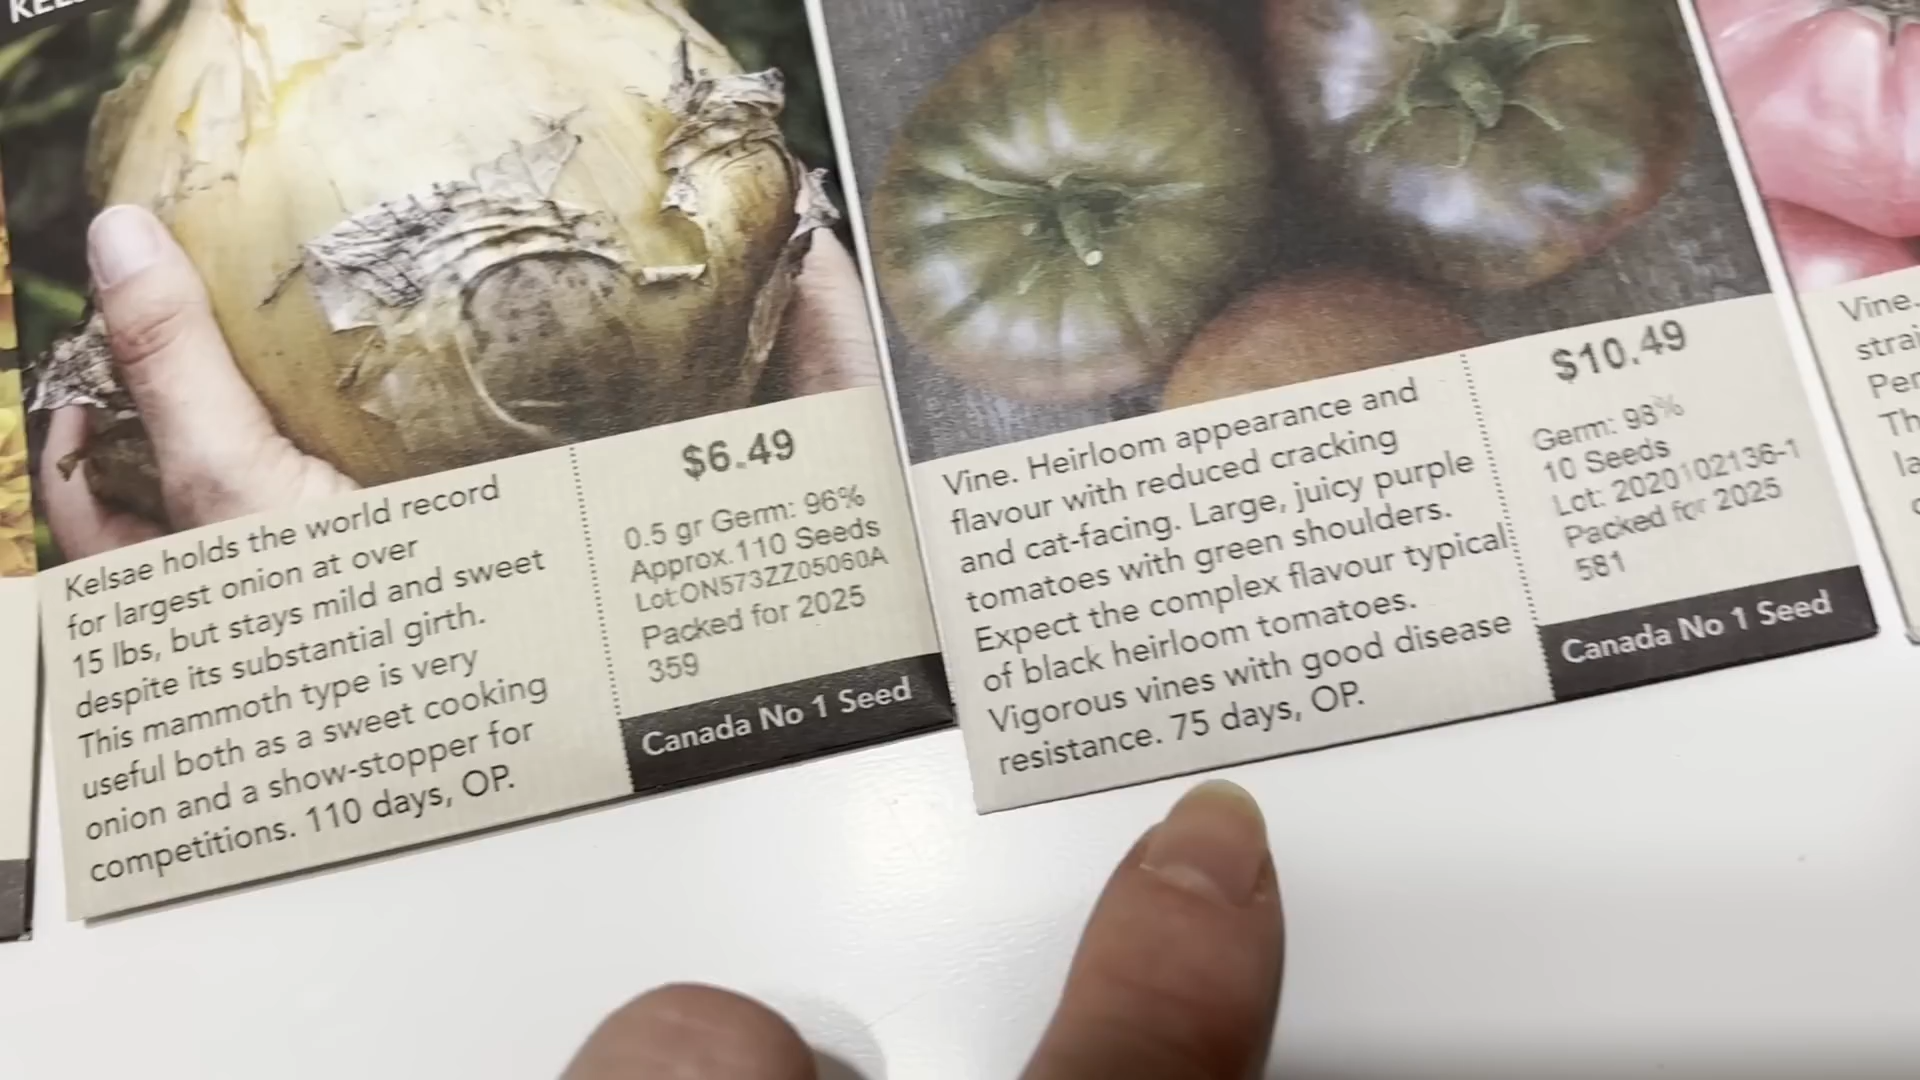 Kelsae holds the world record
for largest onion at over
15 lbs, but stays mild and sweet
despite its substantial girth.
This mammoth type is very
useful both as a sweet cooking
onion and a show-stopper for
competitions. 110 days, OP.
$6.49
0.5 gr Germ: 96%
Approx.110 Seeds
Lot:ON573ZZ05060A
Packed for 2025
359
Canada No 1 Seed
Vine. Heirloom appearance and
flavour with reduced cracking
and cat-facing. Large, juicy purple
tomatoes with green shoulders.
Expect the complex flavour typical
of black heirloom tomatoes.
Vigorous vines with good disease
resistance. 75 days, OP.
$10.49
Germ: 98%
10 Seeds
Lot: 2020102136-1
Packed for 2025
581
Canada No 1 Seed
Vine.